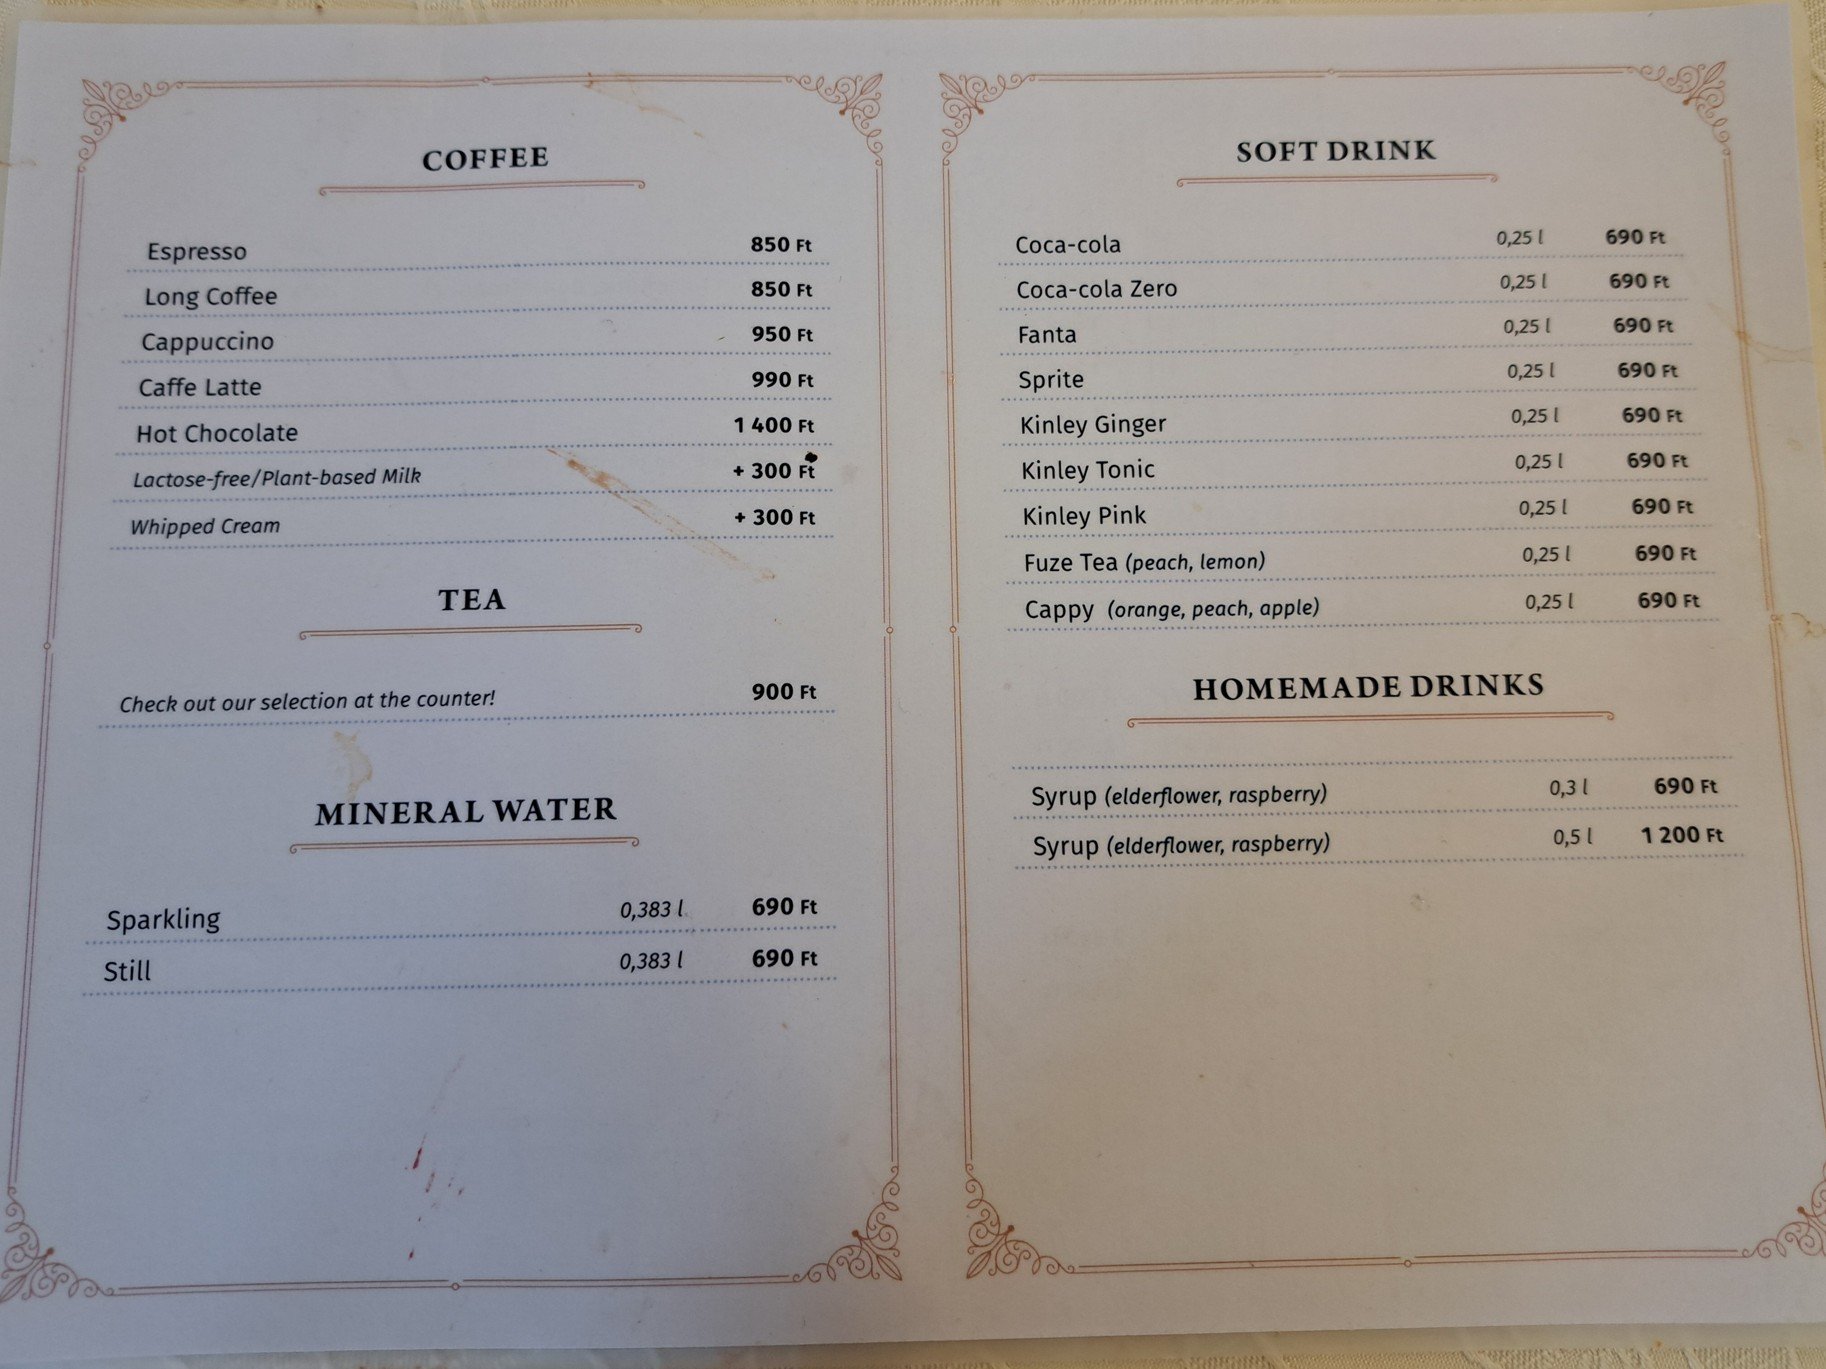 COFFEE
Espresso 850 Ft
Long Coffee 850 Ft
Cappuccino 950 Ft
Caffe Latte 990 Ft
Hot Chocolate 1 400 Ft
Lactose-free/Plant-based Milk + 300 Ft
Whipped Cream + 300 Ft
TEA
Check out our selection at the counter! 900 Ft
MINERAL WATER
Sparkling 0,383 l 690 Ft
Still 0,383 l 690 Ft
SOFT DRINK
Coca-cola 0,25 l 690 Ft
Coca-cola Zero 0,25 l 690 Ft
Fanta 0,25 l 690 Ft
Sprite 0,25 l 690 Ft
Kinley Ginger 0,25 l 690 Ft
Kinley Tonic 0,25 l 690 Ft
Kinley Pink 0,25 l 690 Ft
Fuze Tea (peach, lemon) 0,25 l 690 Ft
Cappy (orange, peach, apple) 0,25 l 690 Ft
HOMEMADE DRINKS
Syrup (elderflower, raspberry) 0,3 l 690 Ft
Syrup (elderflower, raspberry) 0,5 l 1 200 Ft